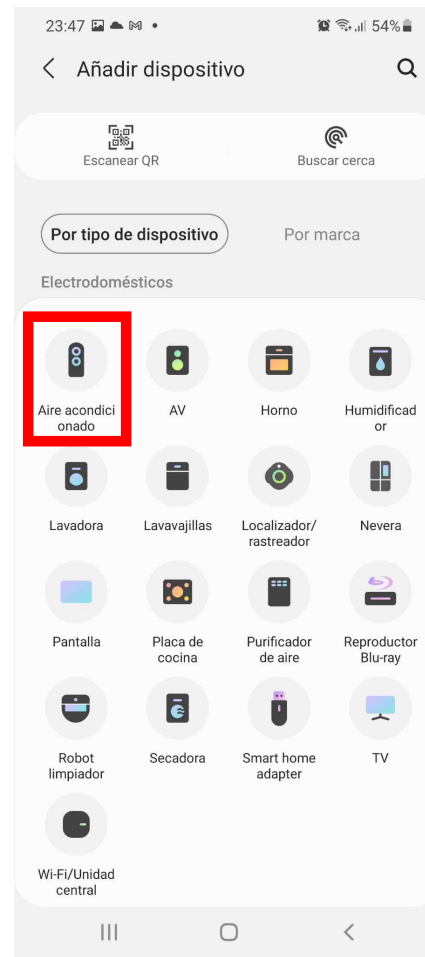 23:47
54%
Añadir dispositivo
Escanear QR
Buscar cerca
Por tipo de dispositivo
Por marca
Electrodomésticos
Aire acondici
onado
AV
Horno
Humidificad
or
Lavadora
Lavavajillas
Localizador/
rastreador
Nevera
Pantalla
Placa de
cocina
Purificador
de aire
Reproductor
Blu-ray
Robot
limpiador
Secadora
Smart home
adapter
TV
Wi-Fi/Unidad
central